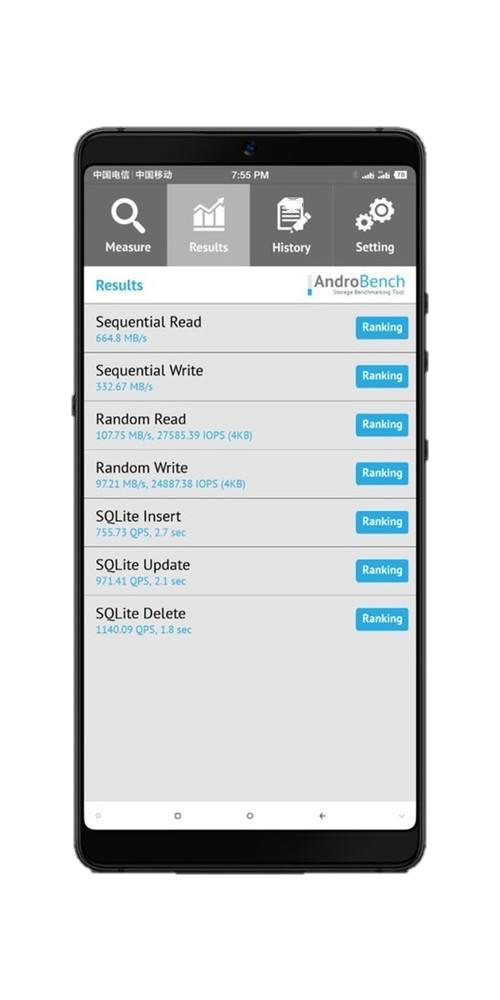 中国电信 | 中国移动 7:55 PM 78
Measure Results History Setting
Results AndroBench
Storage Benchmarking Tool
Sequential Read Ranking
664.8 MB/s
Sequential Write Ranking
332.67 MB/s
Random Read Ranking
107.75 MB/s, 27585.39 IOPS (4KB)
Random Write Ranking
97.21 MB/s, 24887.38 IOPS (4KB)
SQLite Insert Ranking
755.73 QPS, 2.7 sec
SQLite Update Ranking
971.41 QPS, 2.1 sec
SQLite Delete Ranking
1140.09 QPS, 1.8 sec